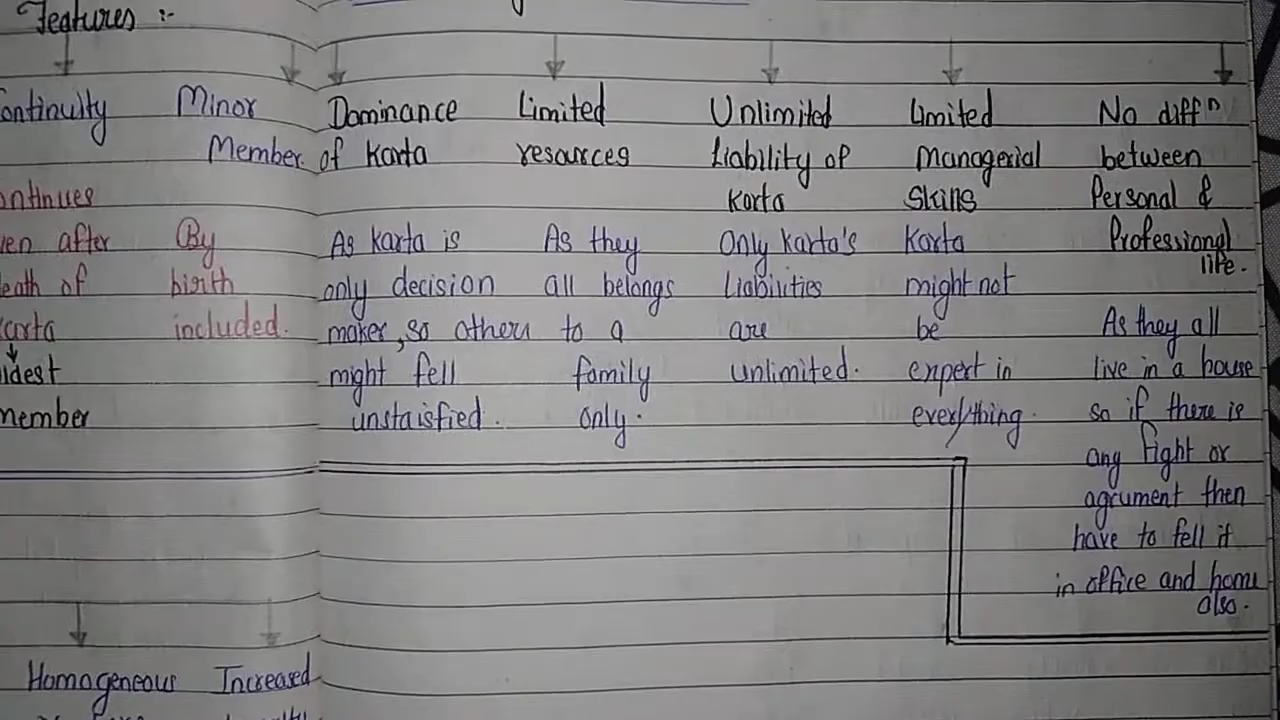 Features :-
ontinuity
ontinues
en after
eath of
arta
ldest
member
Minor
Member
By
birith
included.
Dominance
of Karta
As karta is
only decision
maker, so others
might fell
unstaisfied.
Limited
resources
As they
all belongs
to a
family
only.
Unlimited
Liability of
Karta
Only karta's
Liabilities
are
unlimited.
Limited
Managerial
Skills
Karta
might not
be
expert in
everything.
No diffn
between
Personal &
Professional
life.
As they all
live in a house
so if there is
any fight or
agrument then
have to fell it
in office and home
also.
Homogeneous
Increased